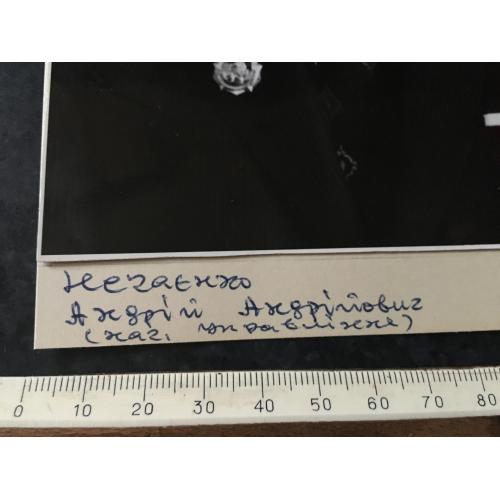 Нечаєнко
Андрій Андрійович
(нач. управління)
0 10 20 30 40 50 60 70 80